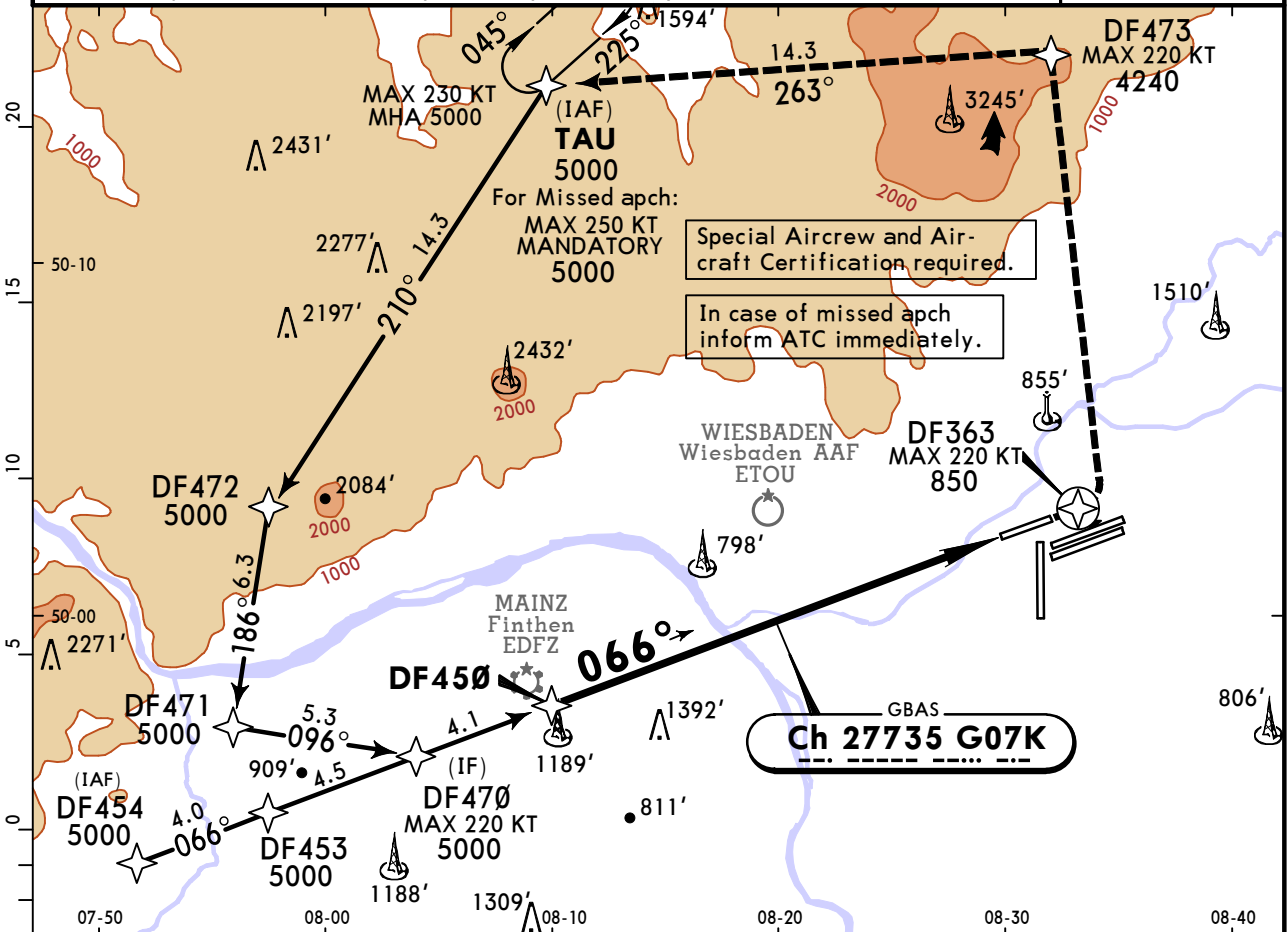 1594'
045°
225°
14.3
263°
DF473
MAX 220 KT
4240
MAX 230 KT
MHA 5000
(IAF)
TAU
5000
For Missed apch:
MAX 250 KT
MANDATORY
5000
3245'
1000
2000
20
1000
2431'
2277'
14.3
210°
2197'
50-10
15
Special Aircrew and Air-
craft Certification required.
In case of missed apch
inform ATC immediately.
1510'
2432'
2000
855'
WIESBADEN
Wiesbaden AAF
ETOU
DF363
MAX 220 KT
850
10
DF472
5000
2084'
2000
1000
798'
6.3
186°
50-00
5
2271'
MAINZ
Finthen
EDFZ
066°
DF45Ø
DF471
5000
5.3
096°
4.1
1392'
1189'
GBAS
Ch 27735 G07K
806'
909'
4.5
(IF)
DF47Ø
MAX 220 KT
5000
(IAF)
DF454
5000
4.0
066°
DF453
5000
811'
0
1188'
1309'
07-50
08-00
08-10
08-20
08-30
08-40